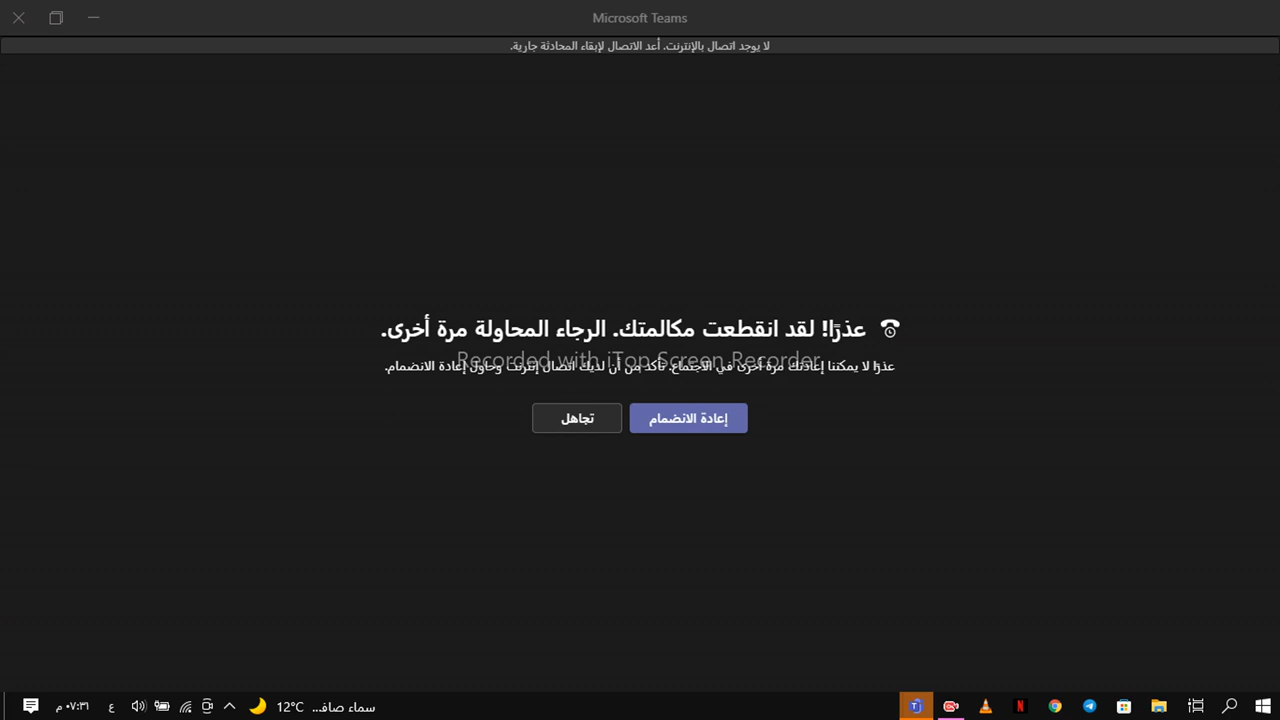 Microsoft Teams
لا يوجد اتصال بالإنترنت. أعد الاتصال لإبقاء المحادثة جارية.
عذرًا! لقد انقطعت مكالمتك. الرجاء المحاولة مرة أخرى.
Recorded with iTop Screen Recorder
عذرًا لا يمكننا إعادتك مرة أخرى في الاجتماع. تأكد من أن لديك اتصال إنترنت وحاول إعادة الانضمام.
إعادة الانضمام
تجاهل
سماء صاف...
12°C
ع
٠٧:٣١ م